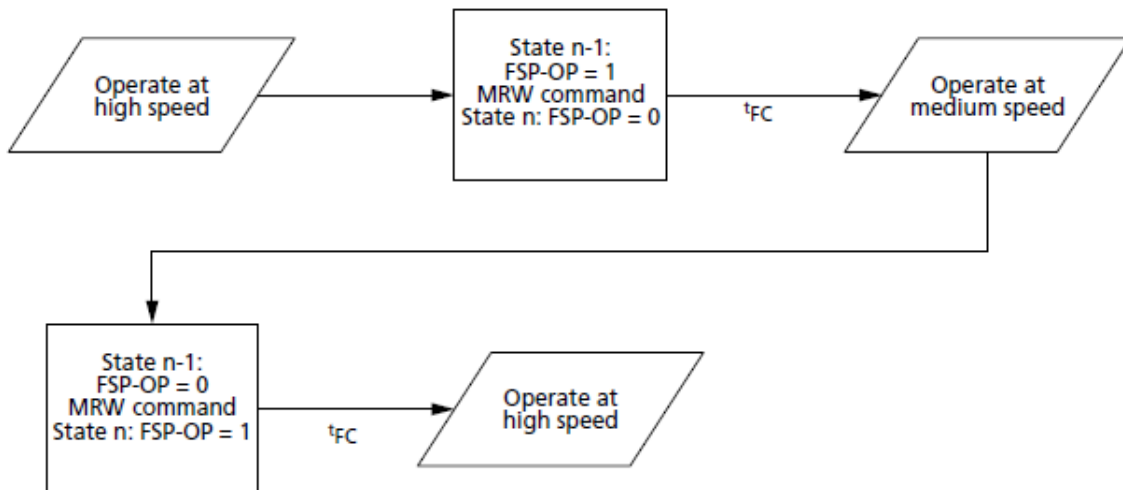 Operate at
high speed
State n-1:
FSP-OP = 1
MRW command
State n: FSP-OP = 0
tFC
Operate at
medium speed
State n-1:
FSP-OP = 0
MRW command
State n: FSP-OP = 1
tFC
Operate at
high speed